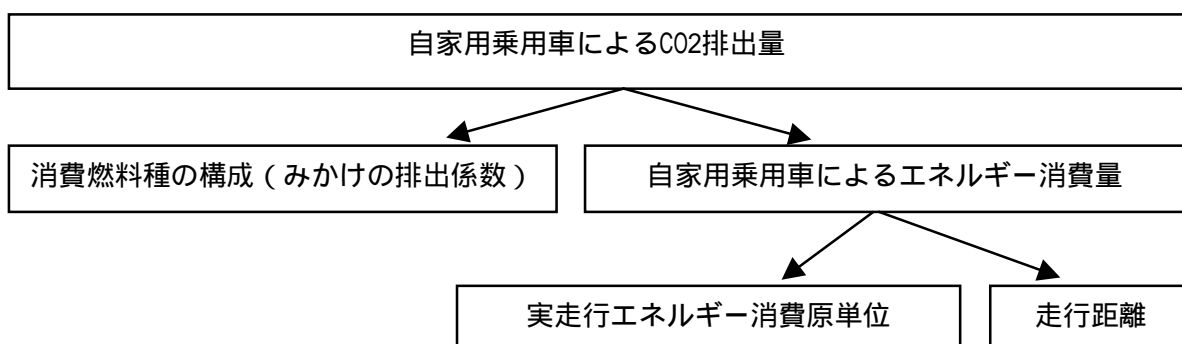 自家用乗用車によるCO2排出量
消費燃料種の構成（みかけの排出係数）
自家用乗用車によるエネルギー消費量
実走行エネルギー消費原単位
走行距離